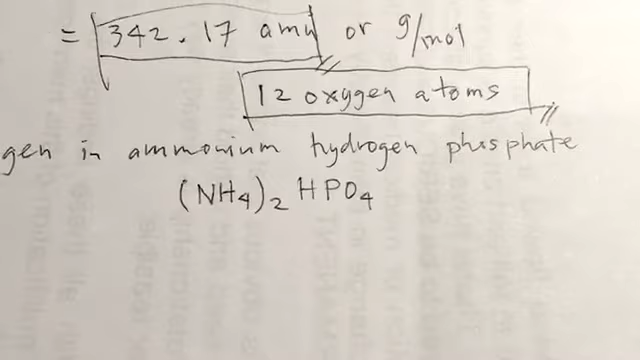 = 342.17 amu or g/mol
12 oxygen atoms
gen in ammonium hydrogen phosphate
(NH4)2 HPO4